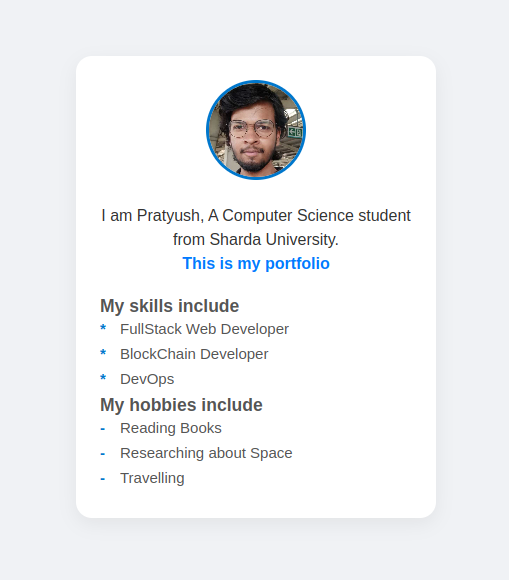 I am Pratyush, A Computer Science student
from Sharda University.
This is my portfolio
My skills include
* FullStack Web Developer
* BlockChain Developer
* DevOps
My hobbies include
- Reading Books
- Researching about Space
- Travelling